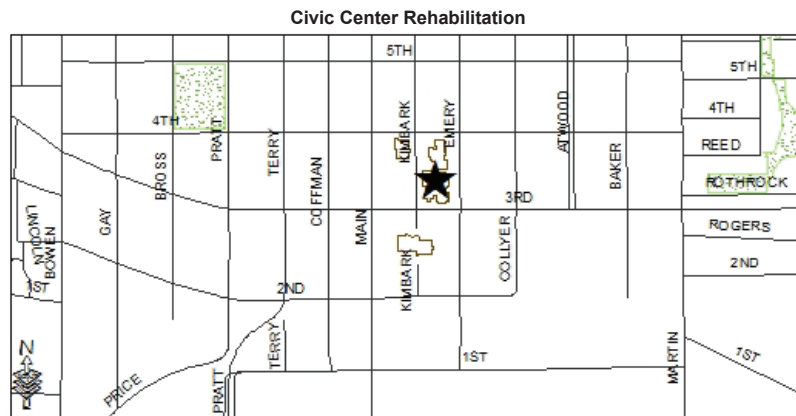 Civic Center Rehabilitation
5TH
5TH
4TH
4TH
REED
ROTHROCK
3RD
ROGERS
2ND
2ND
1ST
1ST
1ST
LINCOLN
BOWEN
GAY
BROSS
PRATT
TERRY
COFFMAN
MAIN
KIMBARK
EMERY
COLLYER
ATWOOD
BAKER
KIMBARK
TERRY
PRATT
PRICE
MARTIN
N